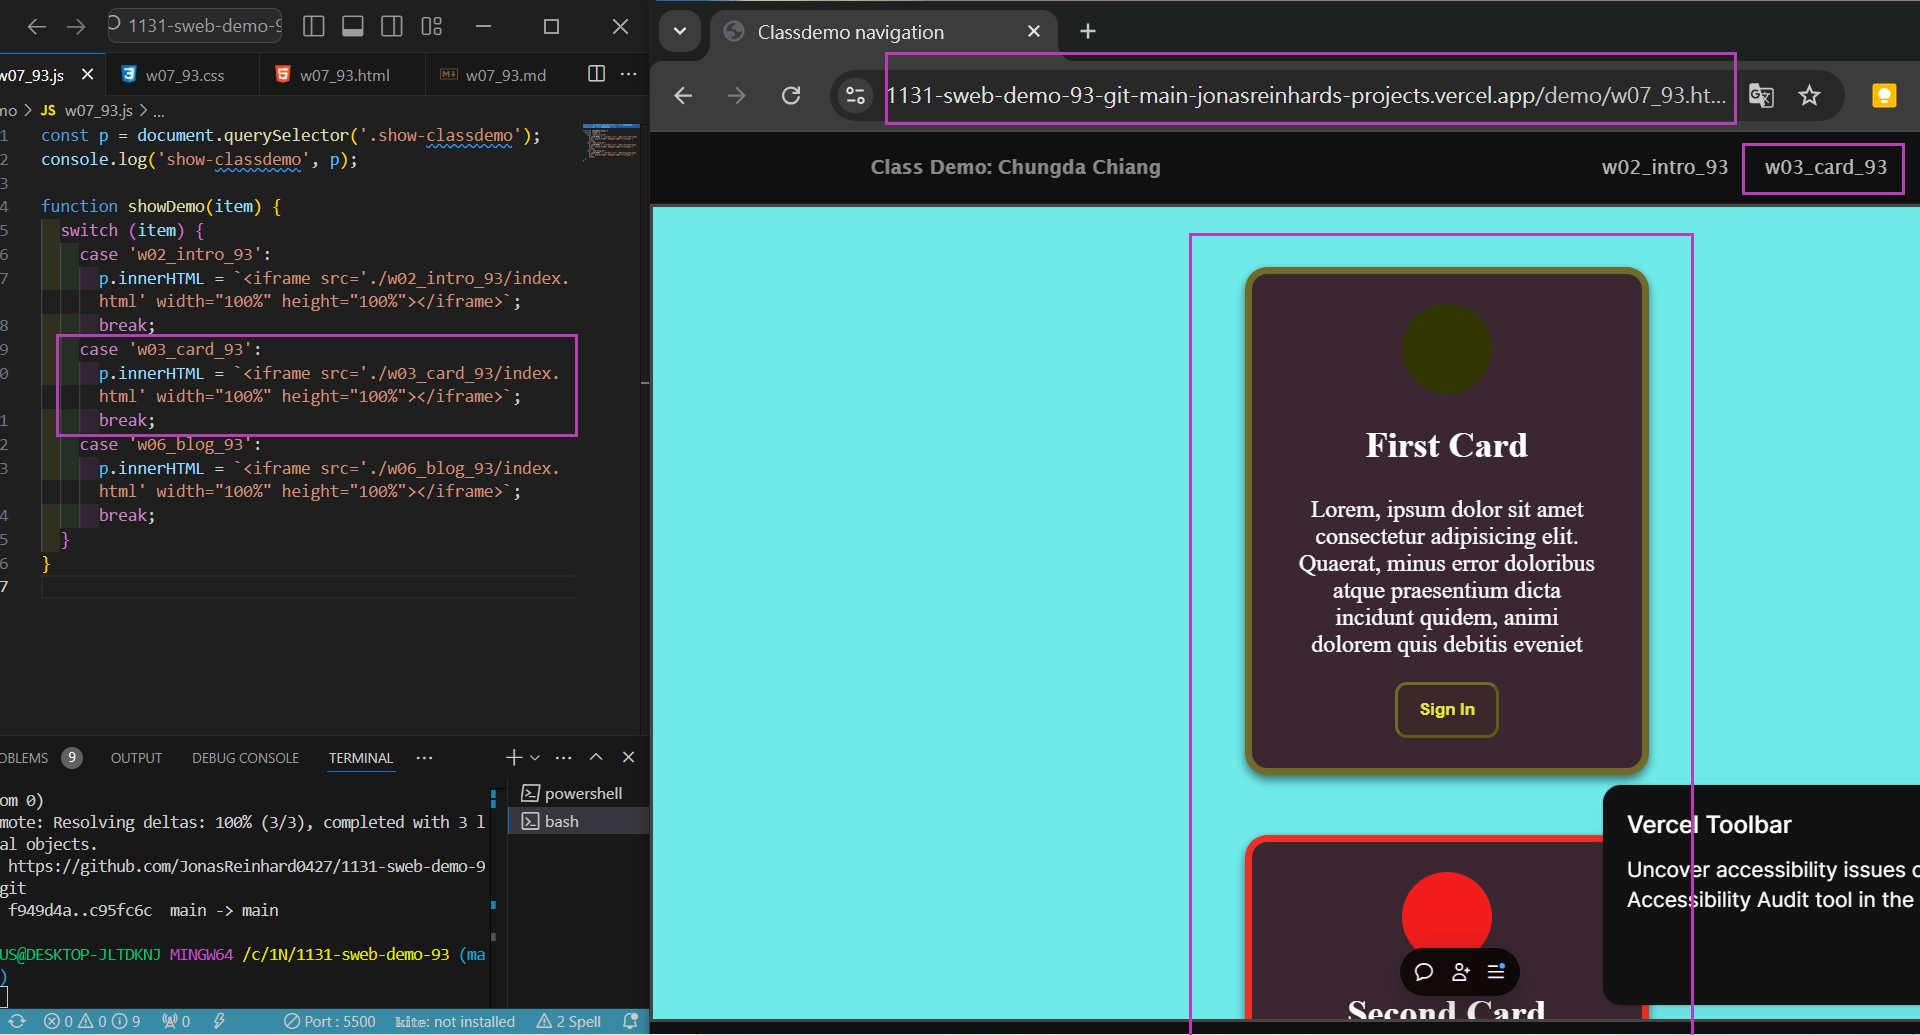 1131-sweb-demo-9
w07_93.js
w07_93.css
w07_93.html
w07_93.md
mo > JS w07_93.js > ...
1 const p = document.querySelector('.show-classdemo');
2 console.log('show-classdemo', p);
3
4 function showDemo(item) {
5 switch (item) {
6 case 'w02_intro_93':
7 p.innerHTML = `<iframe src='./w02_intro_93/index.
html' width="100%" height="100%"></iframe>`;
8 break;
9 case 'w03_card_93':
0 p.innerHTML = `<iframe src='./w03_card_93/index.
html' width="100%" height="100%"></iframe>`;
1 break;
2 case 'w06_blog_93':
3 p.innerHTML = `<iframe src='./w06_blog_93/index.
html' width="100%" height="100%"></iframe>`;
4 break;
5 }
6 }
7
OBLEMS 9 OUTPUT DEBUG CONSOLE TERMINAL ...
om 0)
mote: Resolving deltas: 100% (3/3), completed with 3 l
al objects.
https://github.com/JonasReinhard0427/1131-sweb-demo-9
git
f949d4a..c95fc6c main -> main
US@DESKTOP-JLTDKNJ MINGW64 /c/1N/1131-sweb-demo-93 (ma
)
powershell
bash
0 0 9 0 Port : 5500 kite: not installed 2 Spell
Classdemo navigation
1131-sweb-demo-93-git-main-jonasreinhards-projects.vercel.app/demo/w07_93.ht...
Class Demo: Chungda Chiang
w02_intro_93
w03_card_93
First Card
Lorem, ipsum dolor sit amet
consectetur adipisicing elit.
Quaerat, minus error doloribus
atque praesentium dicta
incidunt quidem, animi
dolorem quis debitis eveniet
Sign In
Second Card
Vercel Toolbar
Uncover accessibility issues o
Accessibility Audit tool in the